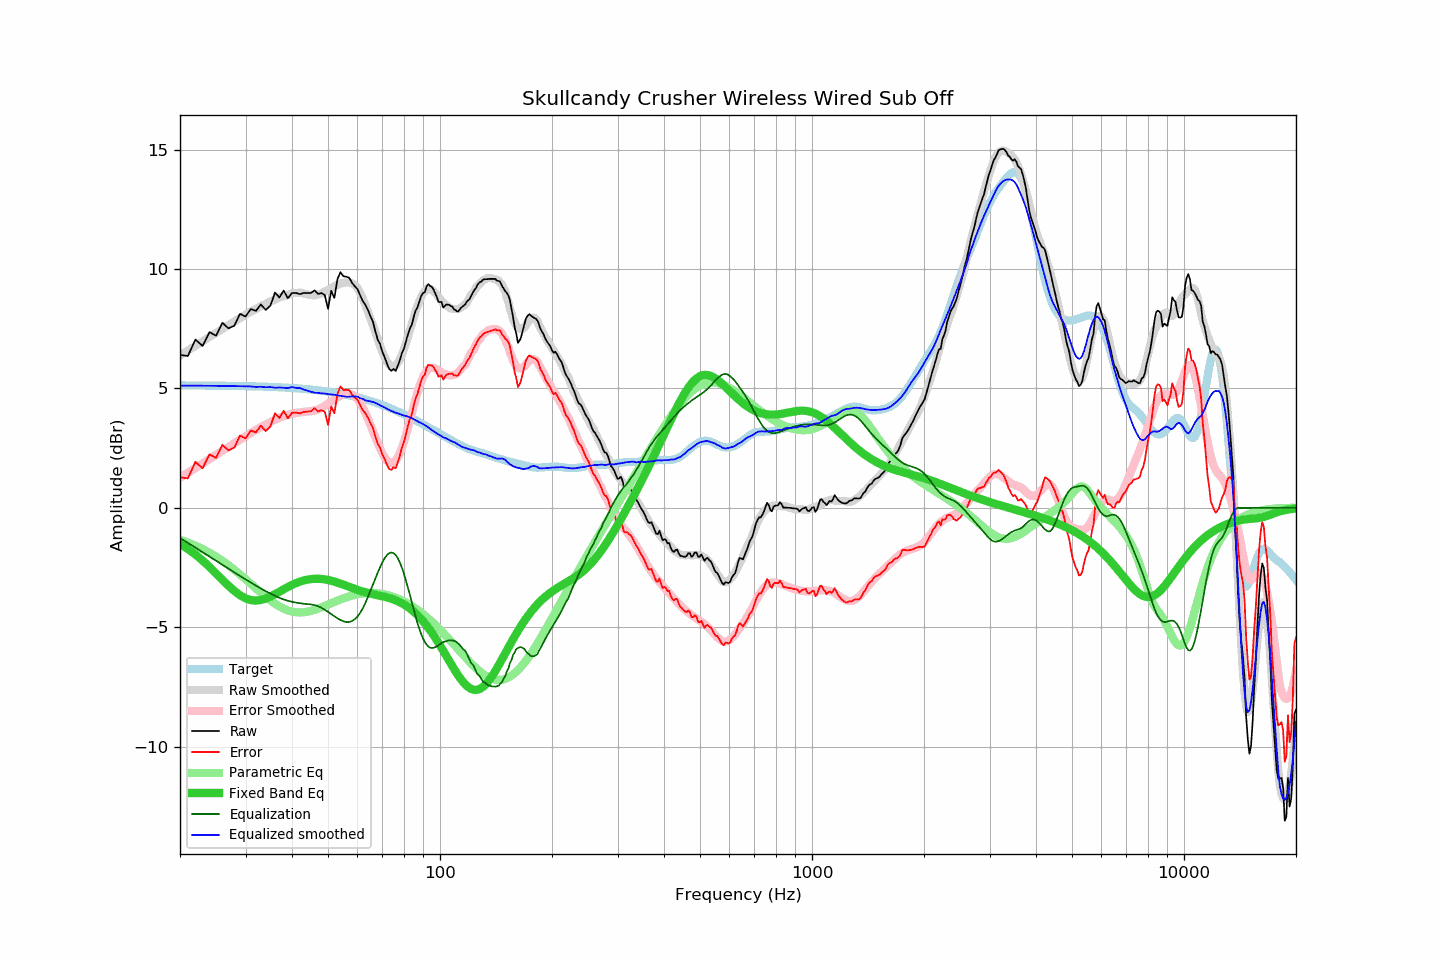 Skullcandy Crusher Wireless Wired Sub Off
15
10
5
0
−5
−10
Amplitude (dBr)
Target
Raw Smoothed
Error Smoothed
Raw
Error
Parametric Eq
Fixed Band Eq
Equalization
Equalized smoothed
100
1000
10000
Frequency (Hz)